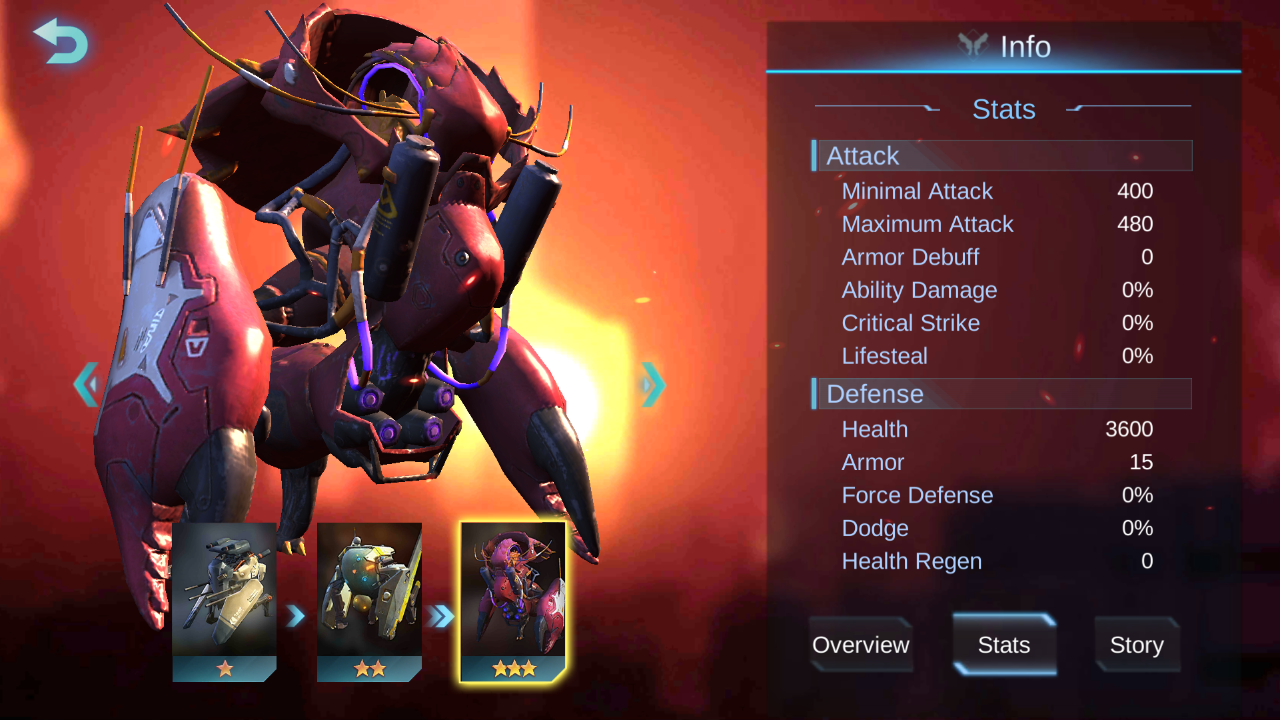 Info
Stats
Attack
Minimal Attack 400
Maximum Attack 480
Armor Debuff 0
Ability Damage 0%
Critical Strike 0%
Lifesteal 0%
Defense
Health 3600
Armor 15
Force Defense 0%
Dodge 0%
Health Regen 0
Overview Stats Story